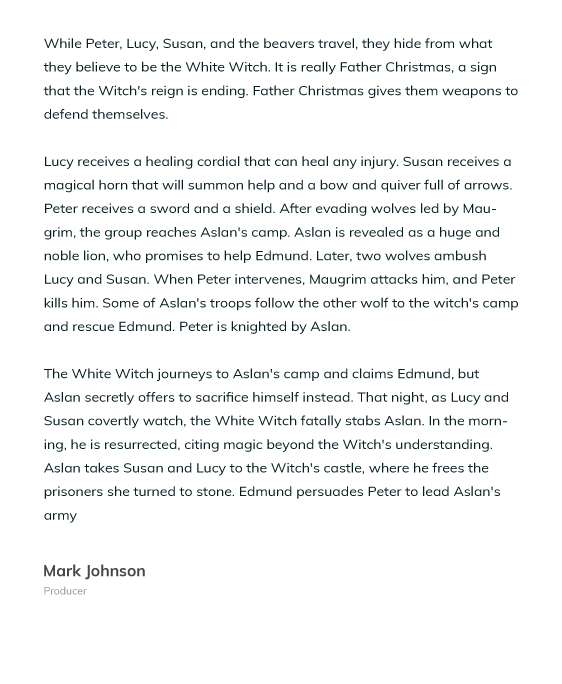 While Peter, Lucy, Susan, and the beavers travel, they hide from what
they believe to be the White Witch. It is really Father Christmas, a sign
that the Witch's reign is ending. Father Christmas gives them weapons to
defend themselves.
Lucy receives a healing cordial that can heal any injury. Susan receives a
magical horn that will summon help and a bow and quiver full of arrows.
Peter receives a sword and a shield. After evading wolves led by Mau-
grim, the group reaches Aslan's camp. Aslan is revealed as a huge and
noble lion, who promises to help Edmund. Later, two wolves ambush
Lucy and Susan. When Peter intervenes, Maugrim attacks him, and Peter
kills him. Some of Aslan's troops follow the other wolf to the witch's camp
and rescue Edmund. Peter is knighted by Aslan.
The White Witch journeys to Aslan's camp and claims Edmund, but
Aslan secretly offers to sacrifice himself instead. That night, as Lucy and
Susan covertly watch, the White Witch fatally stabs Aslan. In the morn-
ing, he is resurrected, citing magic beyond the Witch's understanding.
Aslan takes Susan and Lucy to the Witch's castle, where he frees the
prisoners she turned to stone. Edmund persuades Peter to lead Aslan's
army
Mark Johnson
Producer